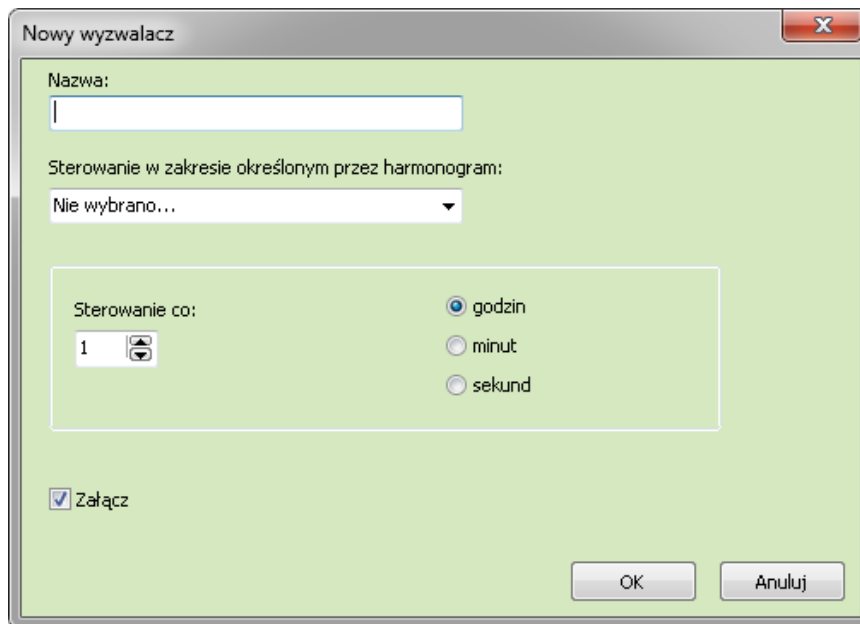 Nowy wyzwalacz
Nazwa:
Sterowanie w zakresie określonym przez harmonogram:
Nie wybrano...
Sterowanie co:
1
godzin
minut
sekund
Załącz
OK
Anuluj